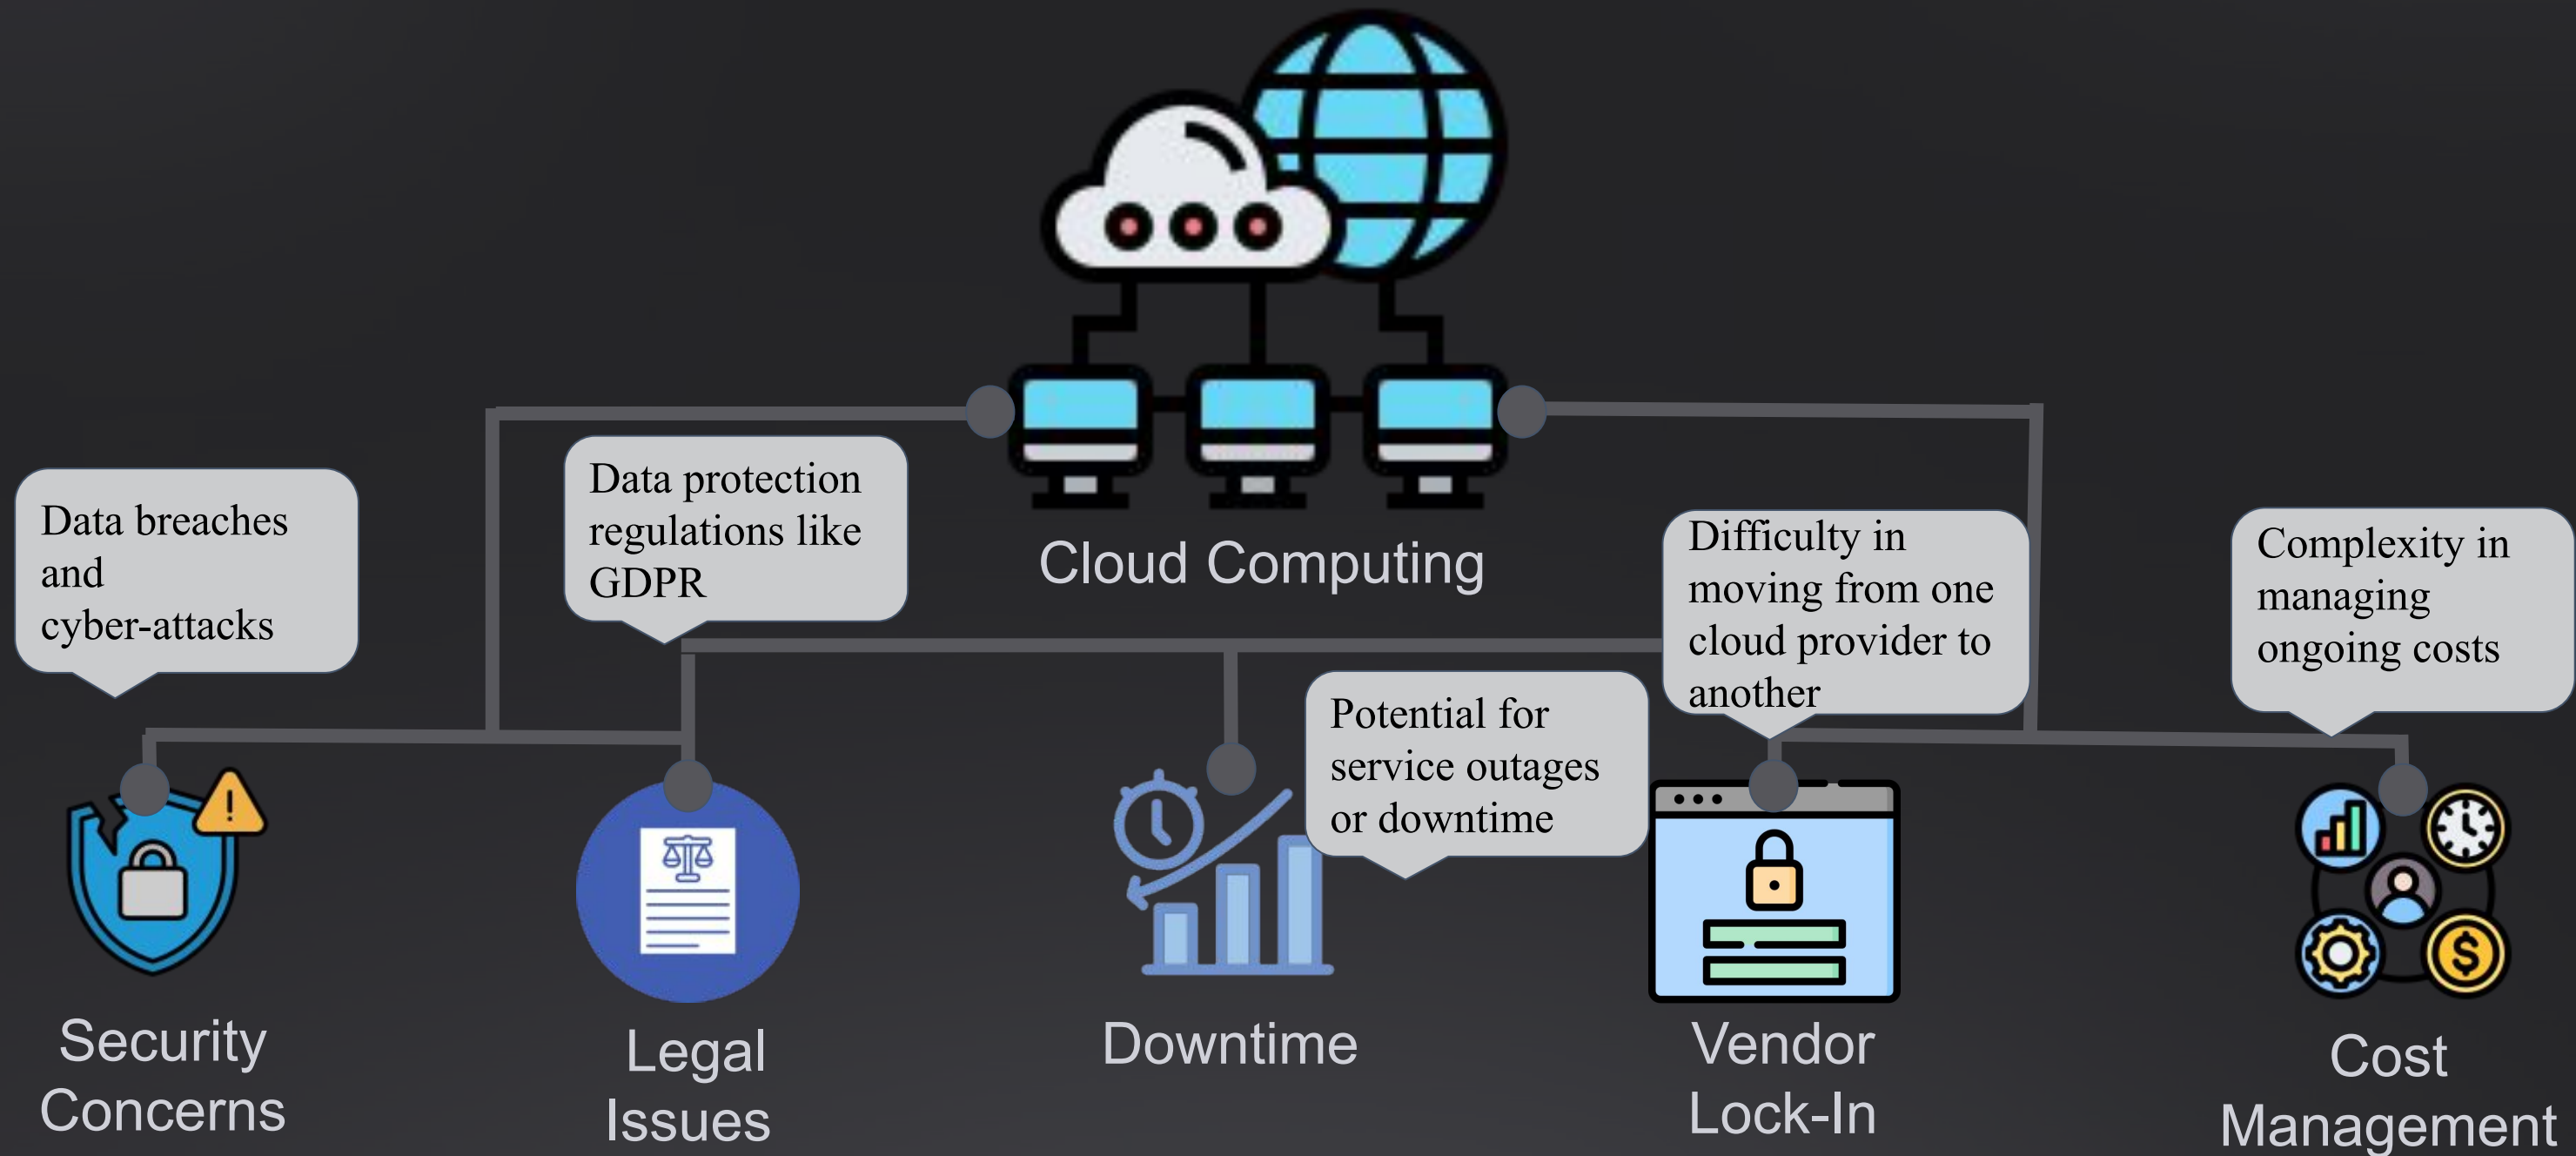 Cloud Computing
Data breaches
and
cyber-attacks
Data protection
regulations like
GDPR
Potential for
service outages
or downtime
Difficulty in
moving from one
cloud provider to
another
Complexity in
managing
ongoing costs
Security
Concerns
Legal
Issues
Downtime
Vendor
Lock-In
Cost
Management